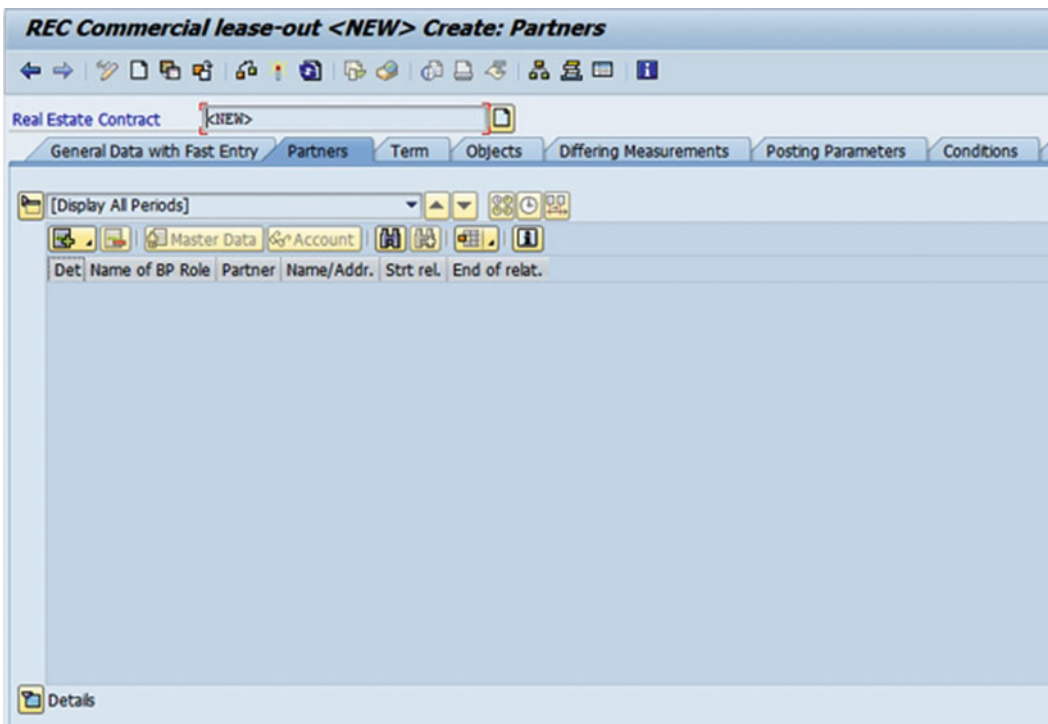 REC Commercial lease-out <NEW> Create: Partners
Real Estate Contract <NEW>
General Data with Fast Entry Partners Term Objects Differing Measurements Posting Parameters Conditions
[Display All Periods]
Master Data Account
Det Name of BP Role Partner Name/Addr. Strt rel. End of relat.
Details